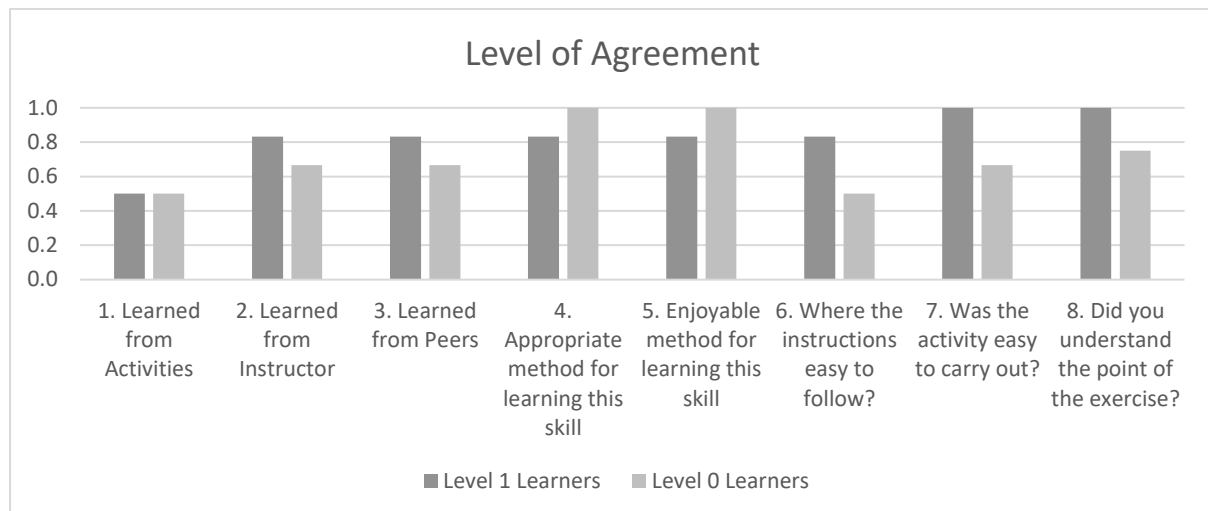 Level of Agreement
1.0
0.8
0.6
0.4
0.2
0.0
1. Learned
from
Activities
2. Learned
from
Instructor
3. Learned
from Peers
4.
Appropriate
method for
learning this
skill
5. Enjoyable
method for
learning this
skill
6. Where the
instructions
easy to
follow?
7. Was the
activity easy
to carry out?
8. Did you
understand
the point of
the exercise?
Level 1 Learners
Level 0 Learners